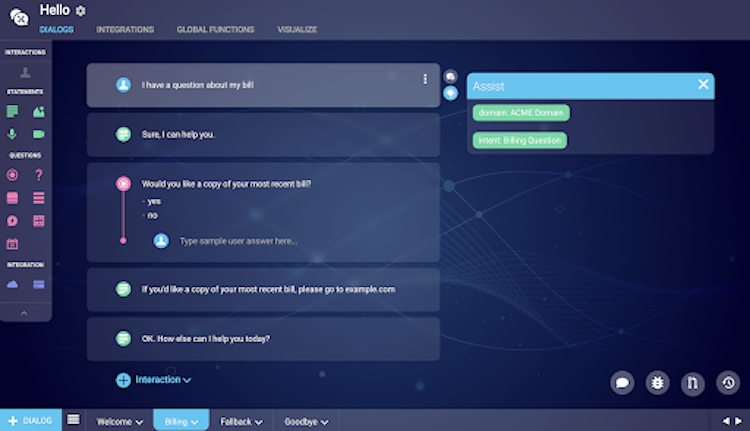 Hello
DIALOGS INTEGRATIONS GLOBAL FUNCTIONS VISUALIZE
INTERACTIONS
STATEMENTS
QUESTIONS
INTEGRATION
I have a question about my bill
Sure, I can help you.
Would you like a copy of your most recent bill?
- yes
- no
Type sample user answer here...
If you'd like a copy of your most recent bill, please go to example.com
OK. How else can I help you today?
Interaction
Assist
domain: ACME Domain
intent: Billing Question
+ DIALOG Welcome Billing Fallback Goodbye